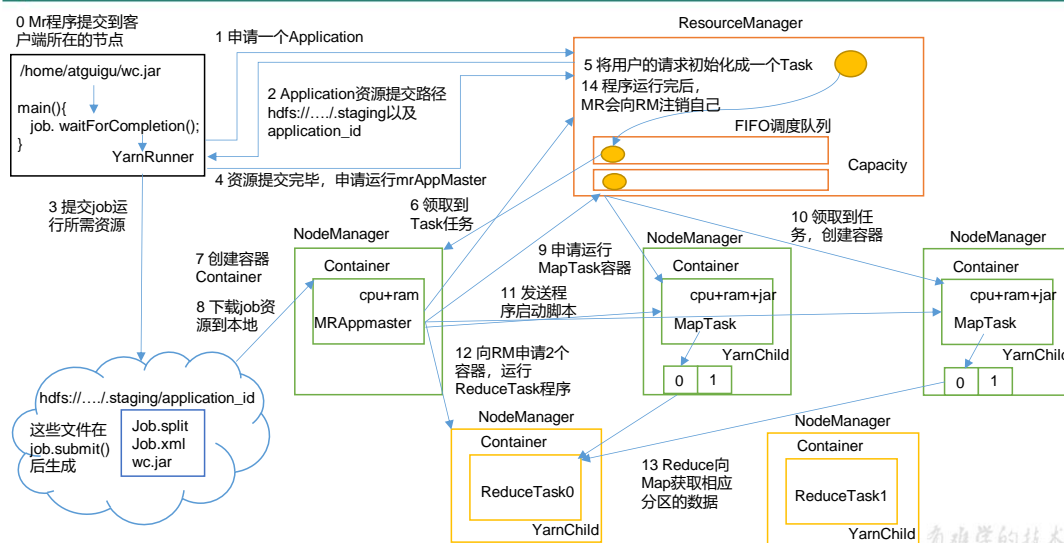 0 Mr程序提交到客
户端所在的节点
/home/atguigu/wc.jar
main(){
job. waitForCompletion();
}
YarnRunner
1 申请一个Application
2 Application资源提交路径
hdfs://…./.staging以及
application_id
4 资源提交完毕，申请运行mrAppMaster
ResourceManager
5 将用户的请求初始化成一个Task
14 程序运行完后，
MR会向RM注销自己
FIFO调度队列
Capacity
3 提交job运
行所需资源
6 领取到
Task任务
7 创建容器
Container
8 下载job资
源到本地
NodeManager
Container
cpu+ram
MRAppmaster
9 申请运行
MapTask容器
11 发送程
序启动脚本
NodeManager
Container
cpu+ram+jar
MapTask
YarnChild
0
1
10 领取到任
务，创建容器
NodeManager
Container
cpu+ram+jar
MapTask
YarnChild
0
1
12 向RM申请2个
容器，运行
ReduceTask程序
hdfs://…./.staging/application_id
这些文件在
job.submit()
后生成
Job.split
Job.xml
wc.jar
NodeManager
Container
ReduceTask0
YarnChild
13 Reduce向
Map获取相应
分区的数据
NodeManager
Container
ReduceTask1
YarnChild